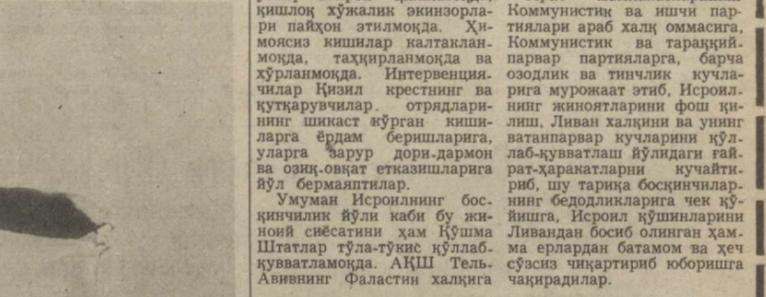 қишлоқ хўжалик экинзорла-
ри пайҳон этилмоқда. Ҳи-
моясиз кишилар калтаклан-
моқда, таҳқирланмоқда ва
хўрланмоқда. Интервенция-
чилар Қизил крестнинг ва
қутқарувчилар отрядлари-
нинг шикаст кўрган киши-
ларга ёрдам беришларига,
уларга зарур дори-дармон
ва озиқ-овқат етказишларига
йўл бермаяптилар.
Умуман Исроилнинг бос-
қинчилик йўли каби бу жи-
ноий сиёсатини ҳам Қўшма
Штатлар тўла-тўкис қўллаб-
қувватламоқда. АҚШ Тель-
Авивнинг Фаластин халқига
Коммунистик ва ишчи пар-
тиялари араб халқ оммасига,
Коммунистик ва тараққий-
парвар партияларга, барча
озодлик ва тинчлик кучла-
рига мурожаат этиб, Исроил-
нинг жиноятларини фош қи-
лиш, Ливан халқини ва унинг
ватанпарвар кучларини қўл-
лаб-қувватлаш йўлидаги ғай-
рат-ҳаракатларни кучайти-
риб, шу тариқа босқинчилар-
нинг бедодликларига чек қў-
йишга, Исроил қўшинларини
Ливандан босиб олинган ҳам-
ма ерлардан батамом ва ҳеч
сўзсиз чиқартириб юборишга
чақирадилар.